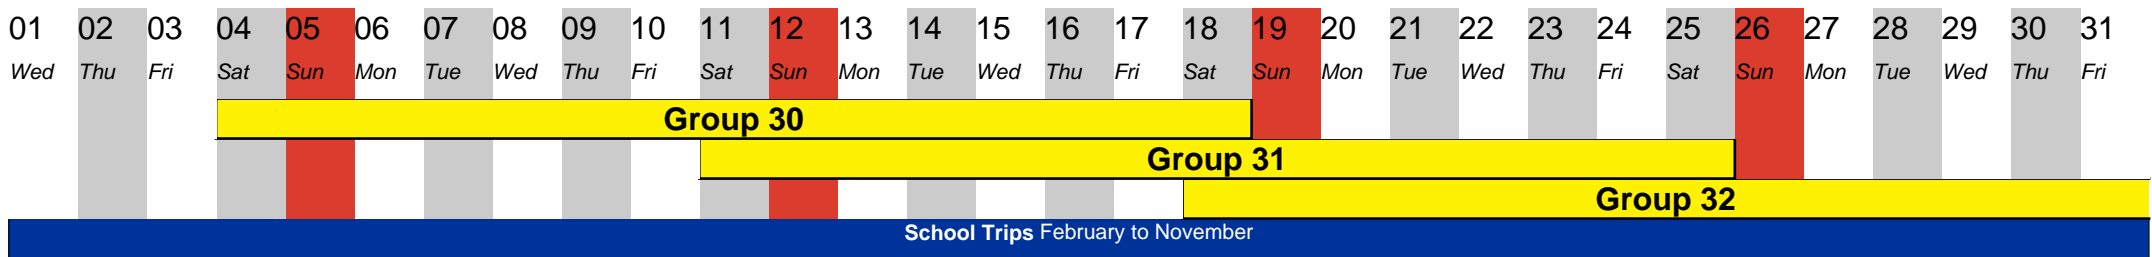 01 02 03 04 05 06 07 08 09 10 11 12 13 14 15 16 17 18 19 20 21 22 23 24 25 26 27 28 29 30 31
Wed Thu Fri Sat Sun Mon Tue Wed Thu Fri Sat Sun Mon Tue Wed Thu Fri Sat Sun Mon Tue Wed Thu Fri Sat Sun Mon Tue Wed Thu Fri
Group 30
Group 31
Group 32
School Trips February to November